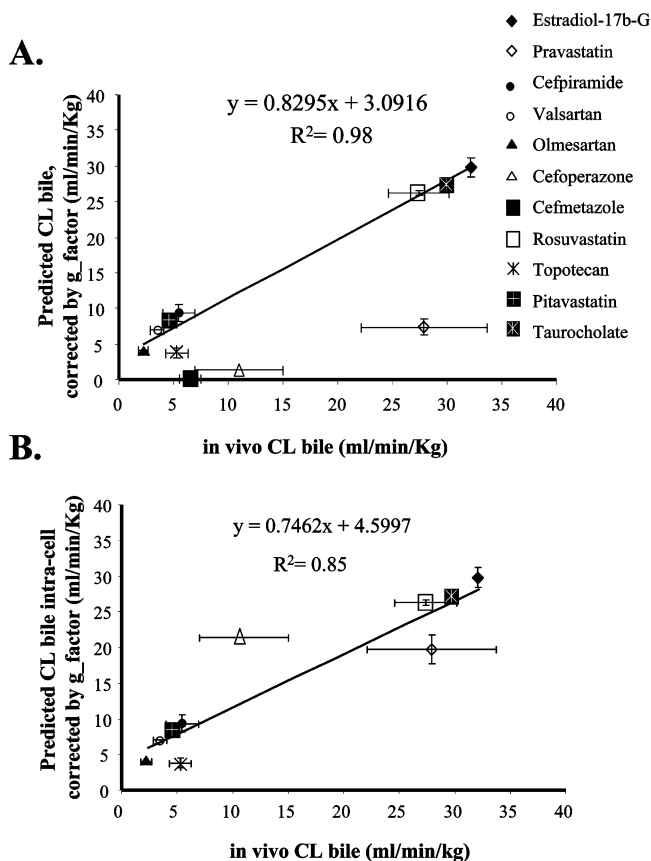 A.
Predicted CL bile,
corrected by g_factor (ml/min/Kg)
40
35
30
25
20
15
10
5
0
y = 0.8295x + 3.0916
R²= 0.98
0 5 10 15 20 25 30 35 40
in vivo CL bile (ml/min/Kg)
Estradiol-17b-G
Pravastatin
Cefpiramide
Valsartan
Olmesartan
Cefoperazone
Cefmetazole
Rosuvastatin
Topotecan
Pitavastatin
Taurocholate
B.
Predicted CL bile intra-cell
corrected by g_factor (ml/min/Kg)
40
35
30
25
20
15
10
5
0
y = 0.7462x + 4.5997
R²= 0.85
0 5 10 15 20 25 30 35 40
in vivo CL bile (ml/min/kg)